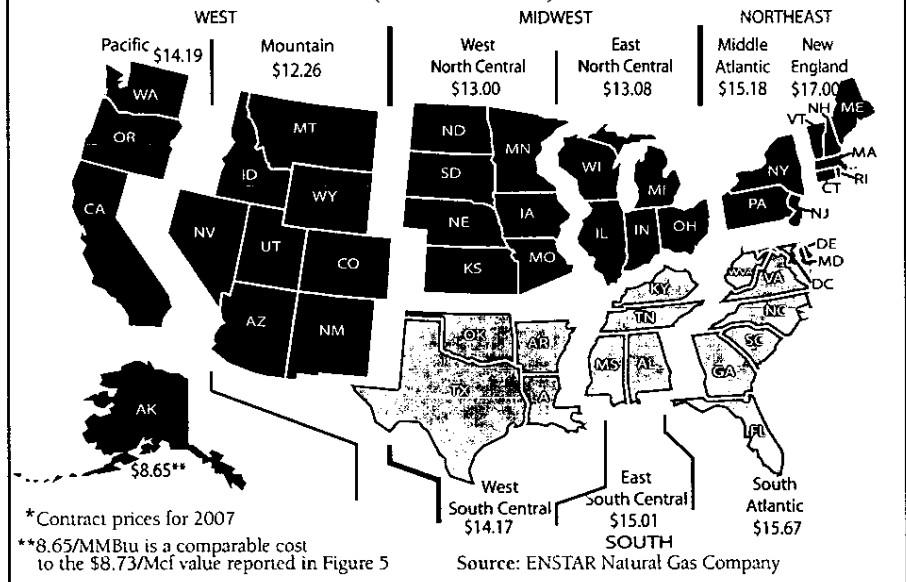 WEST
MIDWEST
NORTHEAST
Pacific $14.19
Mountain
$12.26
West
North Central
$13.00
East
North Central
$13.08
Middle
Atlantic
$15.18
New
England
$17.00
WA
OR
CA
MT
ID
WY
NV
UT
CO
AZ
NM
ND
SD
NE
KS
MN
IA
MO
WI
MI
IL
IN
OH
NY
PA
VT
NH
ME
MA
RI
CT
NJ
DE
MD
DC
WVA
VA
KY
TN
NC
SC
OK
AR
TX
LA
MS
AL
GA
FL
AK
$8.65**
West
South Central
$14.17
East
South Central
$15.01
SOUTH
South
Atlantic
$15.67
*Contract prices for 2007
**8.65/MMBtu is a comparable cost
to the $8.73/Mcf value reported in Figure 5
Source: ENSTAR Natural Gas Company